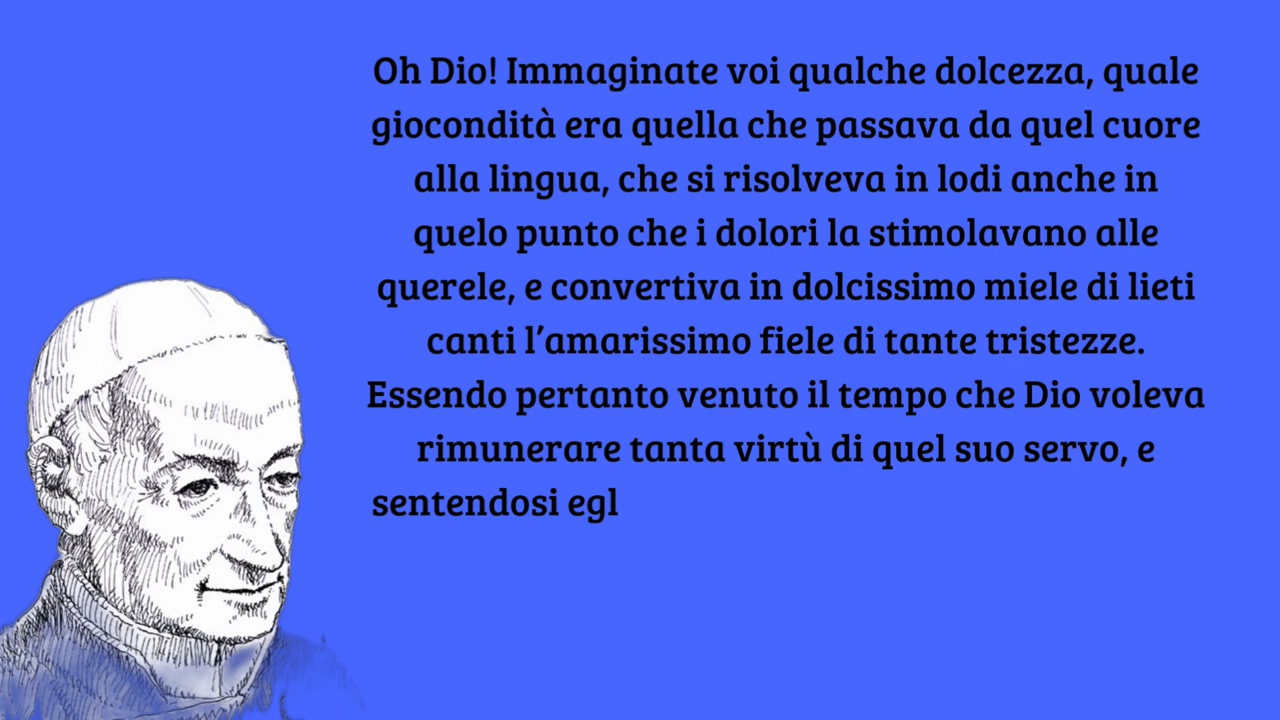 Oh Dio! Immaginate voi qualche dolcezza, quale
giocondità era quella che passava da quel cuore
alla lingua, che si risolveva in lodi anche in
quelo punto che i dolori la stimolavano alle
querele, e convertiva in dolcissimo miele di lieti
canti l’amarissimo fiele di tante tristezze.
Essendo pertanto venuto il tempo che Dio voleva
rimunerare tanta virtù di quel suo servo, e
sentendosi egl